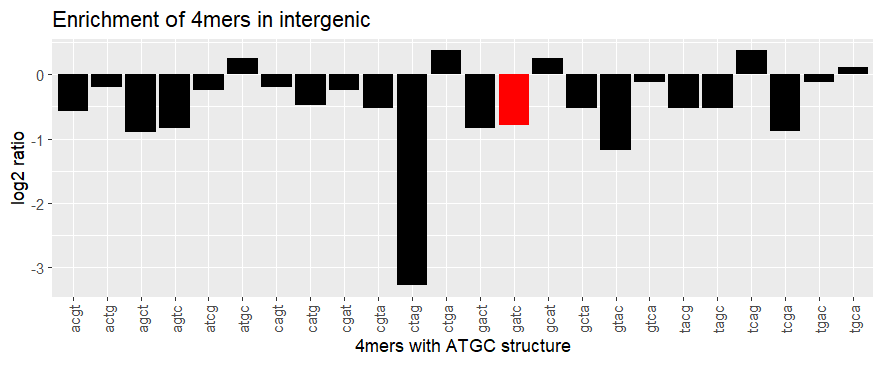 Enrichment of 4mers in intergenic
log2 ratio
0
-1
-2
-3
acgt
actg
agct
agtc
atcg
atgc
cagt
catg
cgat
cgta
ctag
ctga
gact
gatc
gcat
gcta
gtac
gtca
tacg
tagc
tcag
tcga
tgac
tgca
4mers with ATGC structure